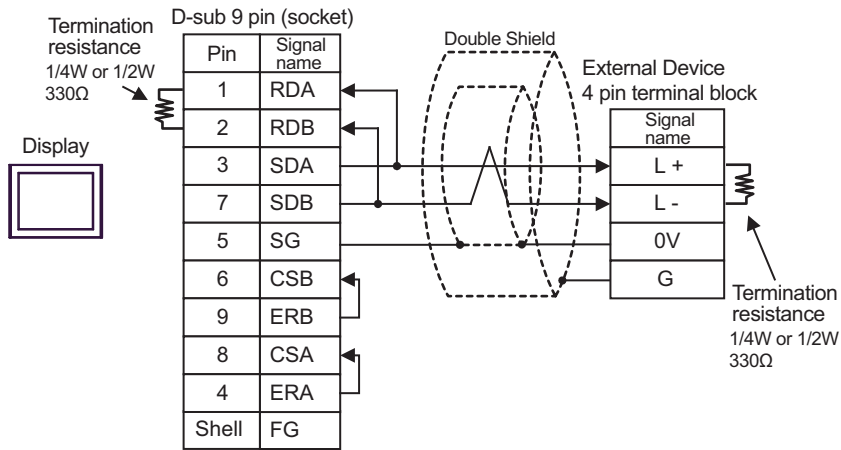 D-sub 9 pin (socket)
Termination
resistance
1/4W or 1/2W
330Ω
Display
Pin Signal name
1 RDA
2 RDB
3 SDA
7 SDB
5 SG
6 CSB
9 ERB
8 CSA
4 ERA
Shell FG
Double Shield
External Device
4 pin terminal block
Signal
name
L +
L -
0V
G
Termination
resistance
1/4W or 1/2W
330Ω